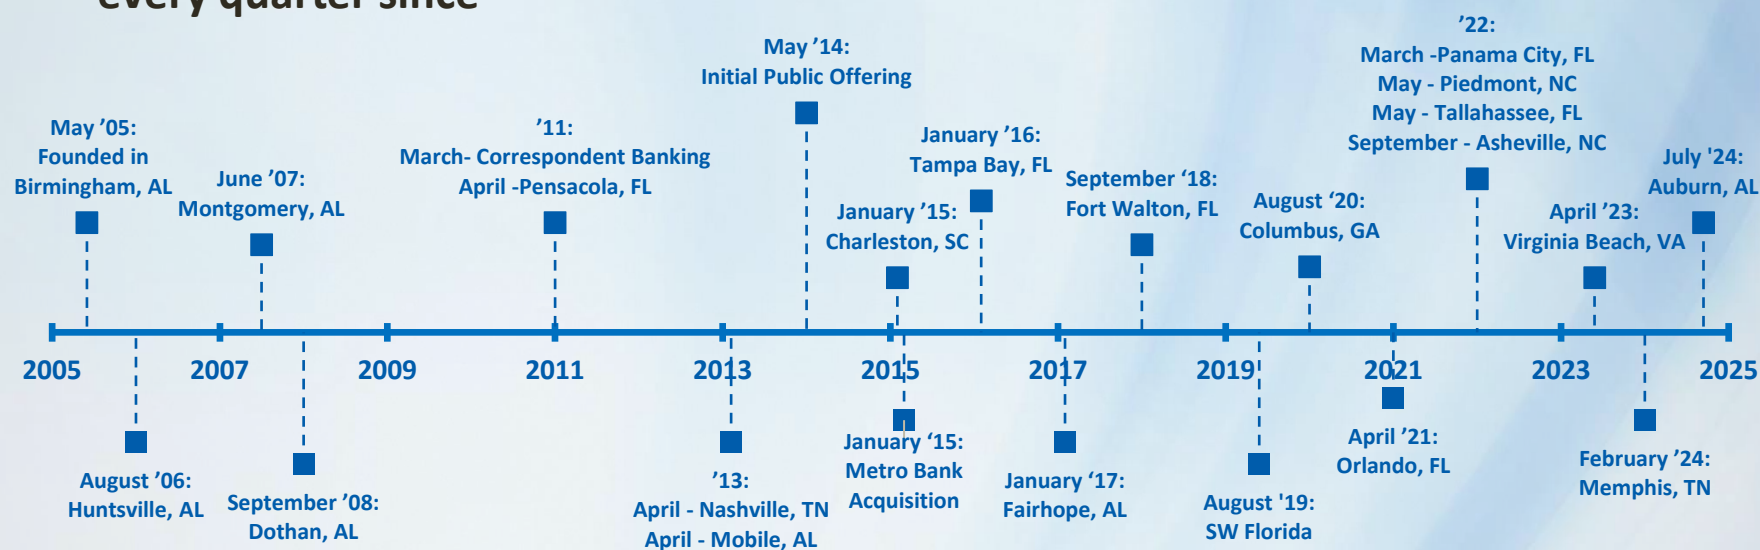 every quarter since
’22:
March -Panama City, FL
May - Piedmont, NC
May - Tallahassee, FL
September - Asheville, NC
May ’14:
Initial Public Offering
May ’05:
Founded in
Birmingham, AL
June ’07:
Montgomery, AL
’11:
March- Correspondent Banking
April -Pensacola, FL
January ’15:
Charleston, SC
January ’16:
Tampa Bay, FL
September ‘18:
Fort Walton, FL
August ‘20:
Columbus, GA
April ’23:
Virginia Beach, VA
July '24:
Auburn, AL
2005 2007 2009 2011 2013 2015 2017 2019 2021 2023 2025
August ’06:
Huntsville, AL
September ’08:
Dothan, AL
’13:
April - Nashville, TN
April - Mobile, AL
January ‘15:
Metro Bank
Acquisition
January ‘17:
Fairhope, AL
August '19:
SW Florida
April ’21:
Orlando, FL
February ’24:
Memphis, TN